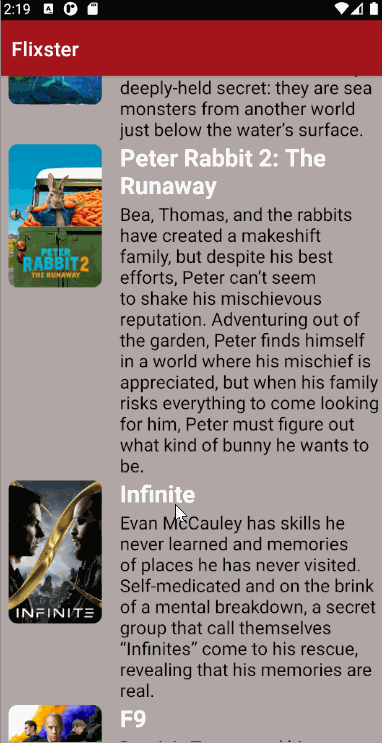 2:19
Flixster
deeply-held secret: they are sea
monsters from another world
just below the water’s surface.
Peter Rabbit 2: The
Runaway
PETER
RABBIT 2
THE RUNAWAY
Bea, Thomas, and the rabbits
have created a makeshift
family, but despite his best
efforts, Peter can’t seem
to shake his mischievous
reputation. Adventuring out of
the garden, Peter finds himself
in a world where his mischief is
appreciated, but when his family
risks everything to come looking
for him, Peter must figure out
what kind of bunny he wants to
be.
Infinite
INFINITE
Evan McCauley has skills he
never learned and memories
of places he has never visited.
Self-medicated and on the brink
of a mental breakdown, a secret
group that call themselves
“Infinites” come to his rescue,
revealing that his memories are
real.
F9